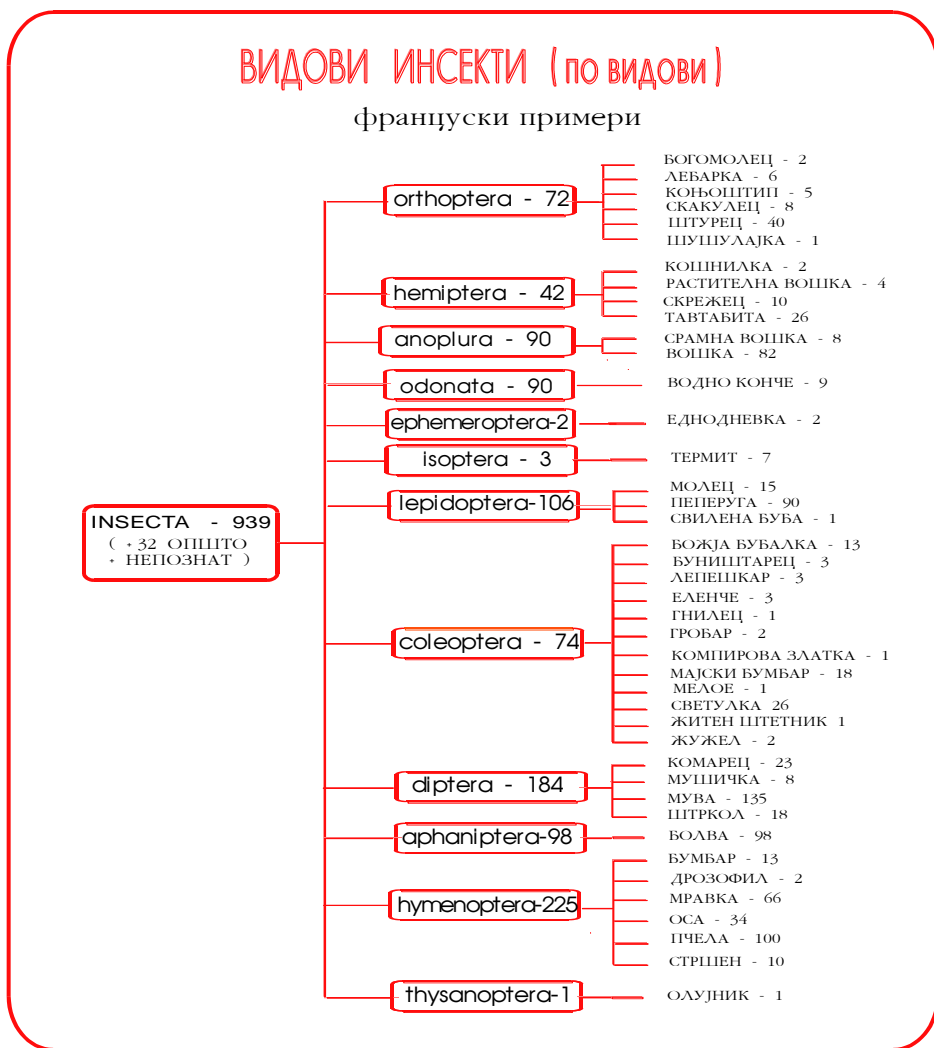 ВИДОВИ ИНСЕКТИ (по видови)
француски примери
orthoptera - 72
БОГОМОЛЕЦ - 2
ЛЕБАРКА - 6
КОЊОШТИП - 5
СКАКУЛЕЦ - 8
ШТУРЕЦ - 40
ШУШУЛАЈКА - 1
hemiptera - 42
КОШНИЛКА - 2
РАСТИТЕЛНА ВОШКА - 4
СКРЕЖЕЦ - 10
ТАВТАБИТА - 26
anoplura - 90
СРАМНА ВОШКА - 8
ВОШКА - 82
odonata - 90
ВОДНО КОНЧЕ - 9
ephemeroptera-2
ЕДНОДНЕВКА - 2
isoptera - 3
ТЕРМИТ - 7
lepidoptera-106
МОЛЕЦ - 15
ПЕПЕРУГА - 90
СВИЛЕНА БУБА - 1
INSECTA - 939
( +32 ОПШТО
+ НЕПОЗНАТ )
coleoptera - 74
БОЖЈА БУБАЛКА - 13
БУНИШТАРЕЦ - 3
ЛЕПЕШКАР - 3
ЕЛЕНЧЕ - 3
ГНИЛЕЦ - 1
ГРОБАР - 2
КОМПИРОВА ЗЛАТКА - 1
МАЈСКИ БУМБАР - 18
МЕЛОЕ - 1
СВЕТУЛКА 26
ЖИТЕН ШТЕТНИК 1
ЖУЖЕЛ - 2
diptera - 184
КОМАРЕЦ - 23
МУШИЧКА - 8
МУВА - 135
ШТРКОЛ - 18
aphaniptera-98
БОЛВА - 98
hymenoptera-225
БУМБАР - 13
ДРОЗОФИЛ - 2
МРАВКА - 66
ОСА - 34
ПЧЕЛА - 100
СТРШЕН - 10
thysanoptera-1
ОЛУЈНИК - 1